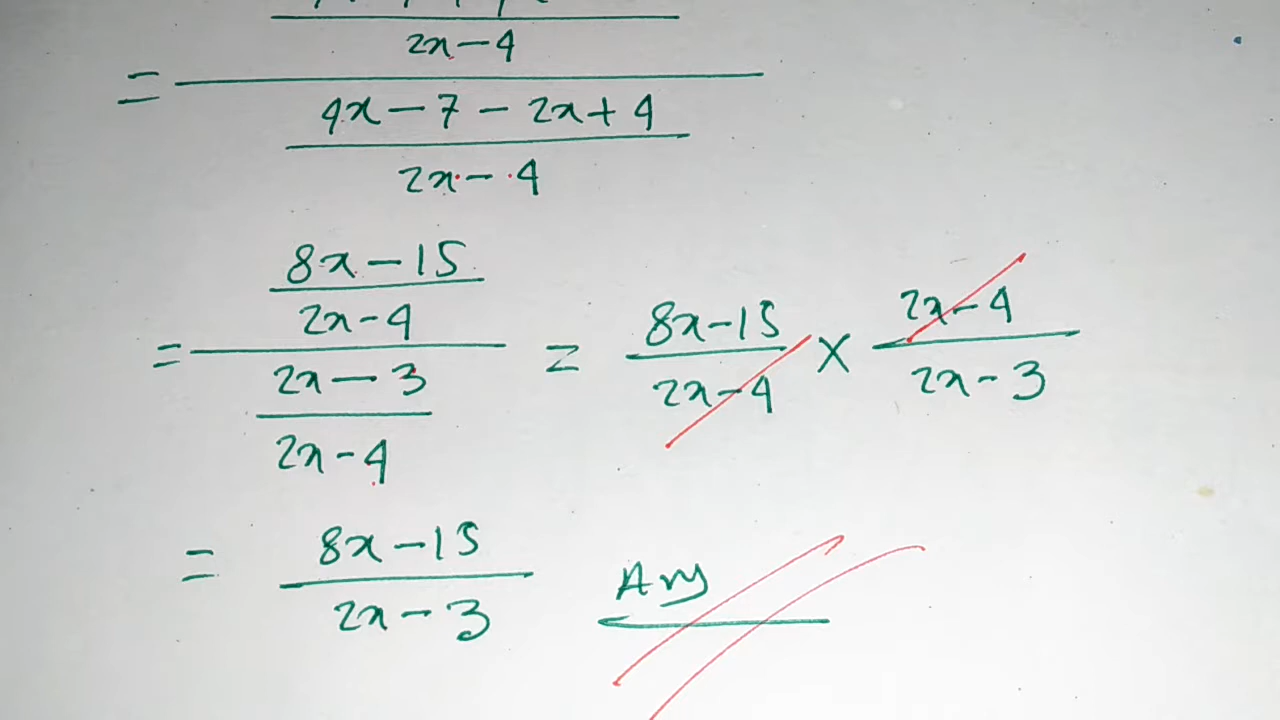 2x-4
=
4x-7-2x+4
2x-4
8x-15
2x-4
=
2x-3
2x-4
= 8x-15
2x-4
× 2x-4
2x-3
= 8x-15
2x-3
Ans